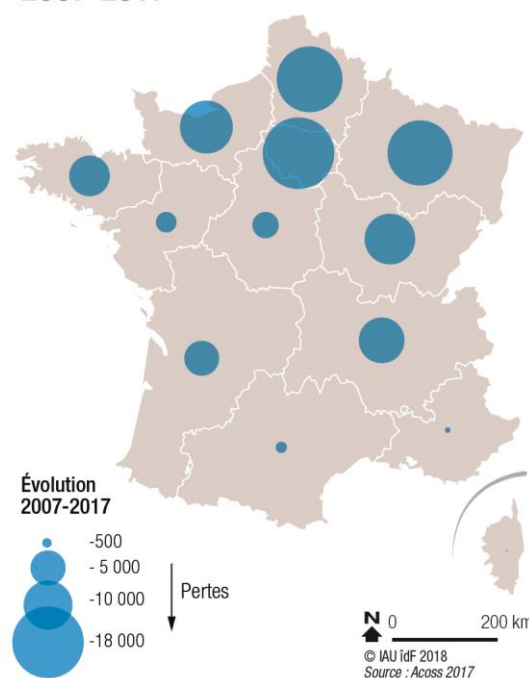 Évolution
2007-2017
-500
- 5 000
-10 000
-18 000
Pertes
N 0 200 km
© IAU îdF 2018
Source : Acoss 2017